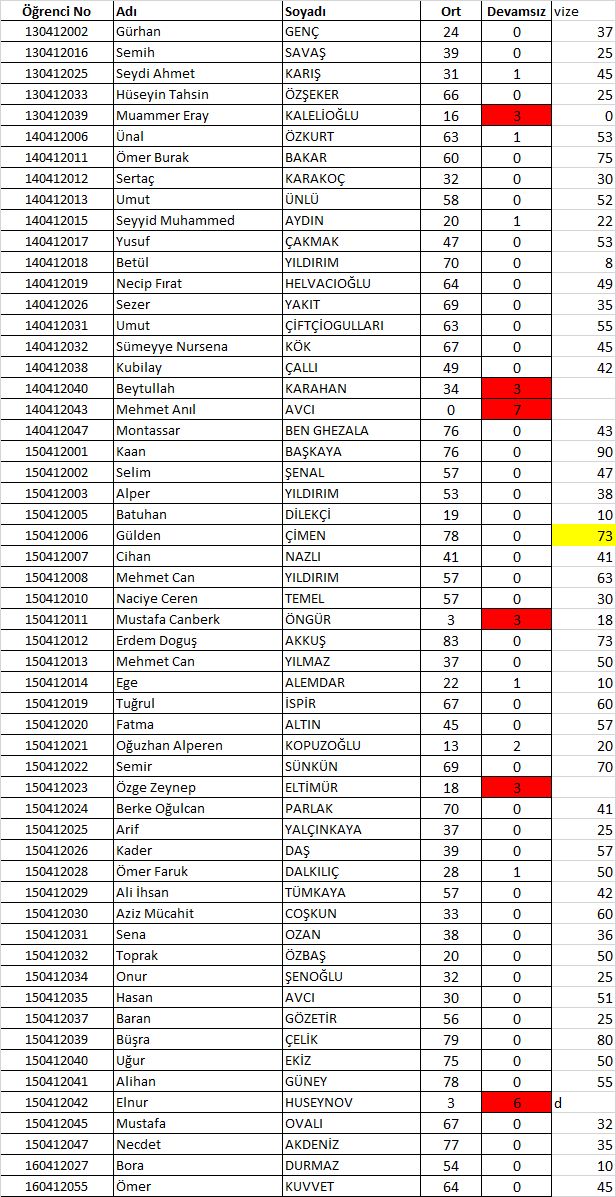 Öğrenci No Adı Soyadı Ort Devamsız vize
130412002 Gürhan GENÇ 24 0 37
130412016 Semih SAVAŞ 39 0 25
130412025 Seydi Ahmet KARIŞ 31 1 45
130412033 Hüseyin Tahsin ÖZŞEKER 66 0 25
130412039 Muammer Eray KALELİOĞLU 16 3 0
140412006 Ünal ÖZKURT 63 1 53
140412011 Ömer Burak BAKAR 60 0 75
140412012 Sertaç KARAKOÇ 32 0 30
140412013 Umut ÜNLÜ 58 0 52
140412015 Seyyid Muhammed AYDIN 20 1 22
140412017 Yusuf ÇAKMAK 47 0 53
140412018 Betül YILDIRIM 70 0 8
140412019 Necip Fırat HELVACIOĞLU 64 0 49
140412026 Sezer YAKIT 69 0 35
140412031 Umut ÇİFTÇİOGULLARI 63 0 55
140412032 Sümeyye Nursena KÖK 67 0 45
140412038 Kubilay ÇALLI 49 0 42
140412040 Beytullah KARAHAN 34 3
140412043 Mehmet Anıl AVCI 0 7
140412047 Montassar BEN GHEZALA 76 0 43
150412001 Kaan BAŞKAYA 76 0 90
150412002 Selim ŞENAL 57 0 47
150412003 Alper YILDIRIM 53 0 38
150412005 Batuhan DİLEKÇİ 19 0 10
150412006 Gülden ÇİMEN 78 0 73
150412007 Cihan NAZLI 41 0 41
150412008 Mehmet Can YILDIRIM 57 0 63
150412010 Naciye Ceren TEMEL 57 0 30
150412011 Mustafa Canberk ÖNGÜR 3 3 18
150412012 Erdem Doguş AKKUŞ 83 0 73
150412013 Mehmet Can YILMAZ 37 0 50
150412014 Ege ALEMDAR 22 1 10
150412019 Tuğrul İSPİR 67 0 60
150412020 Fatma ALTIN 45 0 57
150412021 Oğuzhan Alperen KOPUZOĞLU 13 2 20
150412022 Semir SÜNKÜN 69 0 70
150412023 Özge Zeynep ELTİMÜR 18 3
150412024 Berke Oğulcan PARLAK 70 0 41
150412025 Arif YALÇINKAYA 37 0 25
150412026 Kader DAŞ 39 0 57
150412028 Ömer Faruk DALKILIÇ 28 1 50
150412029 Ali İhsan TÜMKAYA 57 0 42
150412030 Aziz Mücahit COŞKUN 33 0 60
150412031 Sena OZAN 38 0 36
150412032 Toprak ÖZBAŞ 20 0 50
150412034 Onur ŞENOĞLU 32 0 25
150412035 Hasan AVCI 30 0 51
150412037 Baran GÖZETİR 56 0 25
150412039 Büşra ÇELİK 79 0 80
150412040 Uğur EKİZ 75 0 50
150412041 Alihan GÜNEY 78 0 55
150412042 Elnur HUSEYNOV 3 6 d
150412045 Mustafa OVALI 67 0 32
150412047 Necdet AKDENİZ 77 0 35
160412027 Bora DURMAZ 54 0 10
160412055 Ömer KUVVET 64 0 45